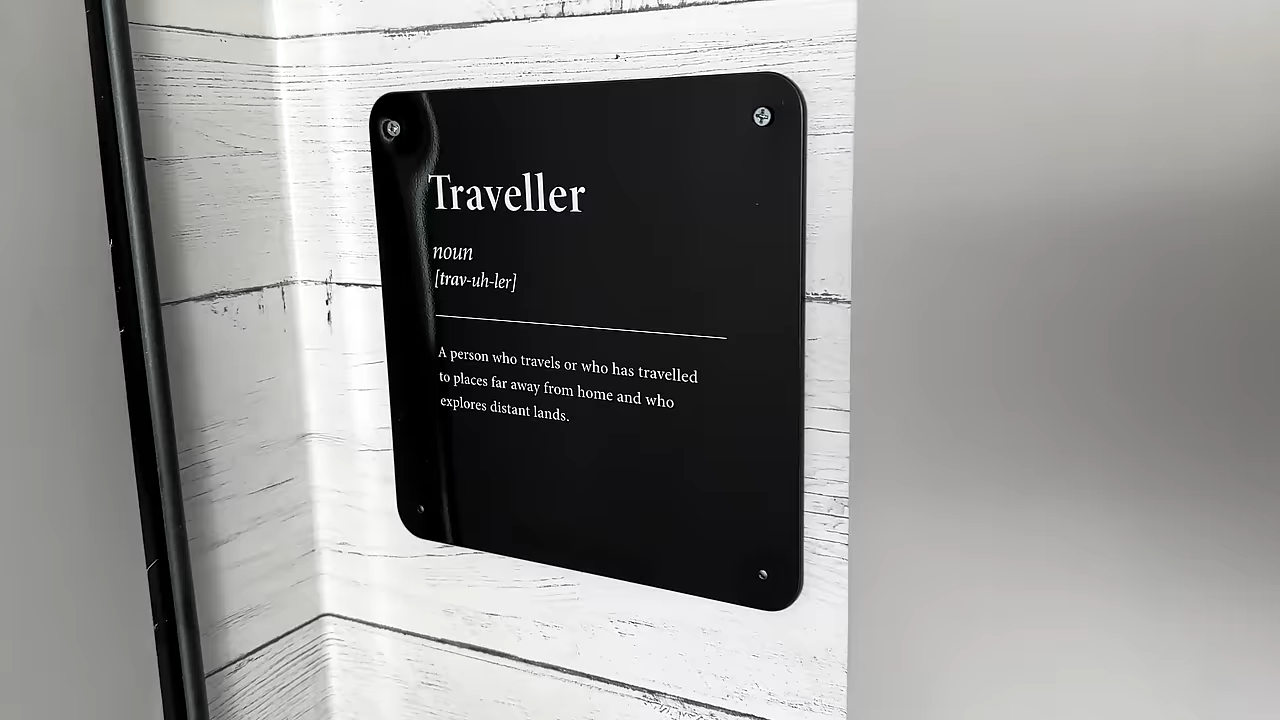 Traveller
noun
[trav-uh-ler]
A person who travels or who has travelled
to places far away from home and who
explores distant lands.